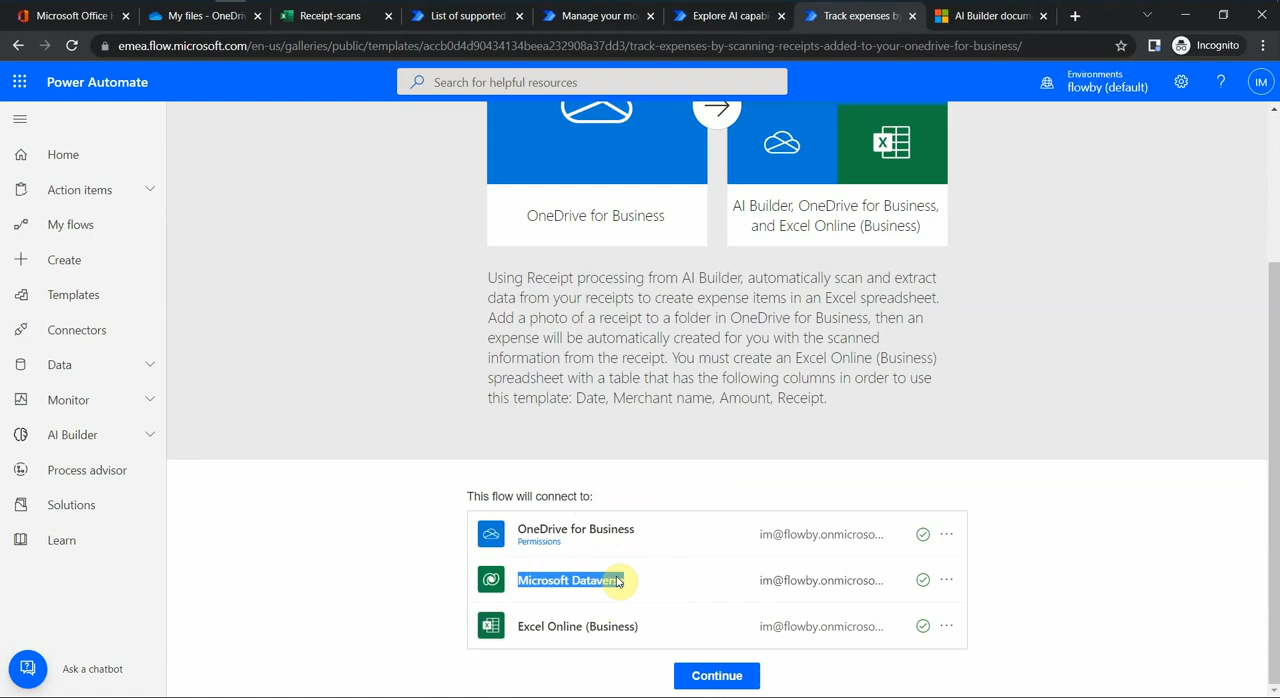 Microsoft Office H
My files - OneDriv
Receipt-scans
List of supported
Manage your mo
Explore AI capab
Track expenses by
AI Builder docum
emea.flow.microsoft.com/en-us/galleries/public/templates/accb0d4d90434134beea232908a37dd3/track-expenses-by-scanning-receipts-added-to-your-onedrive-for-business/
Incognito
Power Automate
Search for helpful resources
Environments
flowby (default)
IM
Home
Action items
My flows
Create
Templates
Connectors
Data
Monitor
AI Builder
Process advisor
Solutions
Learn
Ask a chatbot
OneDrive for Business
AI Builder, OneDrive for Business,
and Excel Online (Business)
Using Receipt processing from AI Builder, automatically scan and extract
data from your receipts to create expense items in an Excel spreadsheet.
Add a photo of a receipt to a folder in OneDrive for Business, then an
expense will be automatically created for you with the scanned
information from the receipt. You must create an Excel Online (Business)
spreadsheet with a table that has the following columns in order to use
this template: Date, Merchant name, Amount, Receipt.
This flow will connect to:
OneDrive for Business
Permissions
im@flowby.onmicroso...
Microsoft Dataverse
im@flowby.onmicroso...
Excel Online (Business)
im@flowby.onmicroso...
Continue